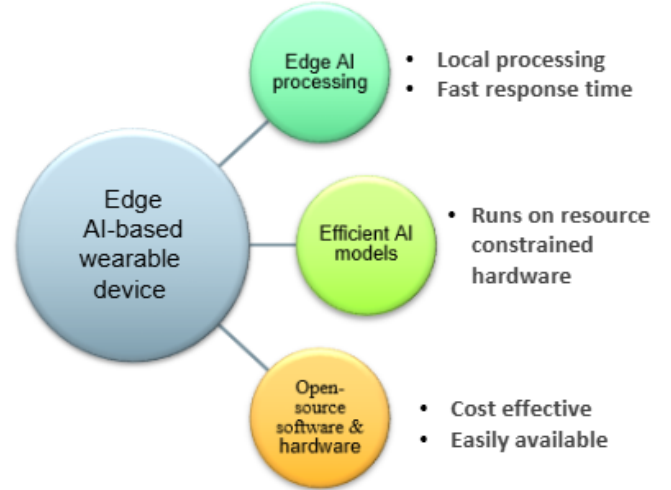 Edge AI
processing
• Local processing
• Fast response time
Edge
AI-based
wearable
device
Efficient AI
models
• Runs on resource
constrained
hardware
Open-
source
software &
hardware
• Cost effective
• Easily available